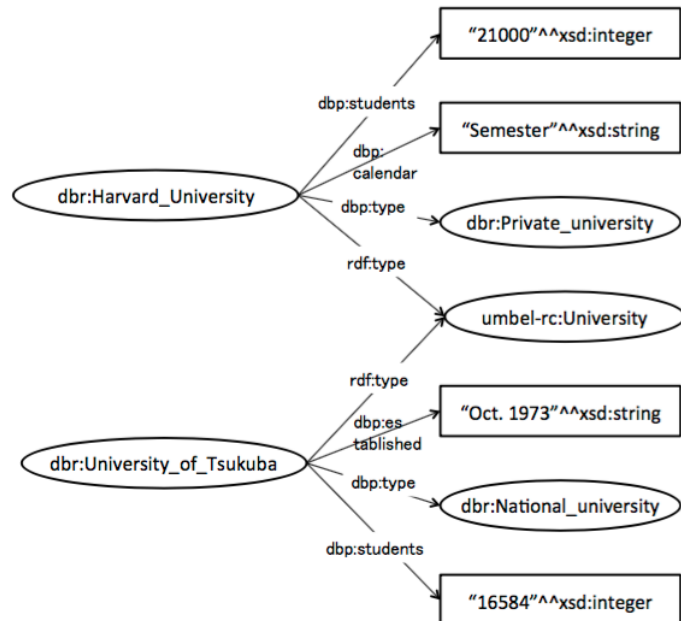 “21000”^^xsd:integer
dbp:students
“Semester”^^xsd:string
dbp:
calendar
dbr:Harvard_University
dbp:type
dbr:Private_university
rdf:type
umbel-rc:University
rdf:type
“Oct. 1973”^^xsd:string
dbp:es
tablished
dbr:University_of_Tsukuba
dbp:type
dbr:National_university
dbp:students
“16584”^^xsd:integer